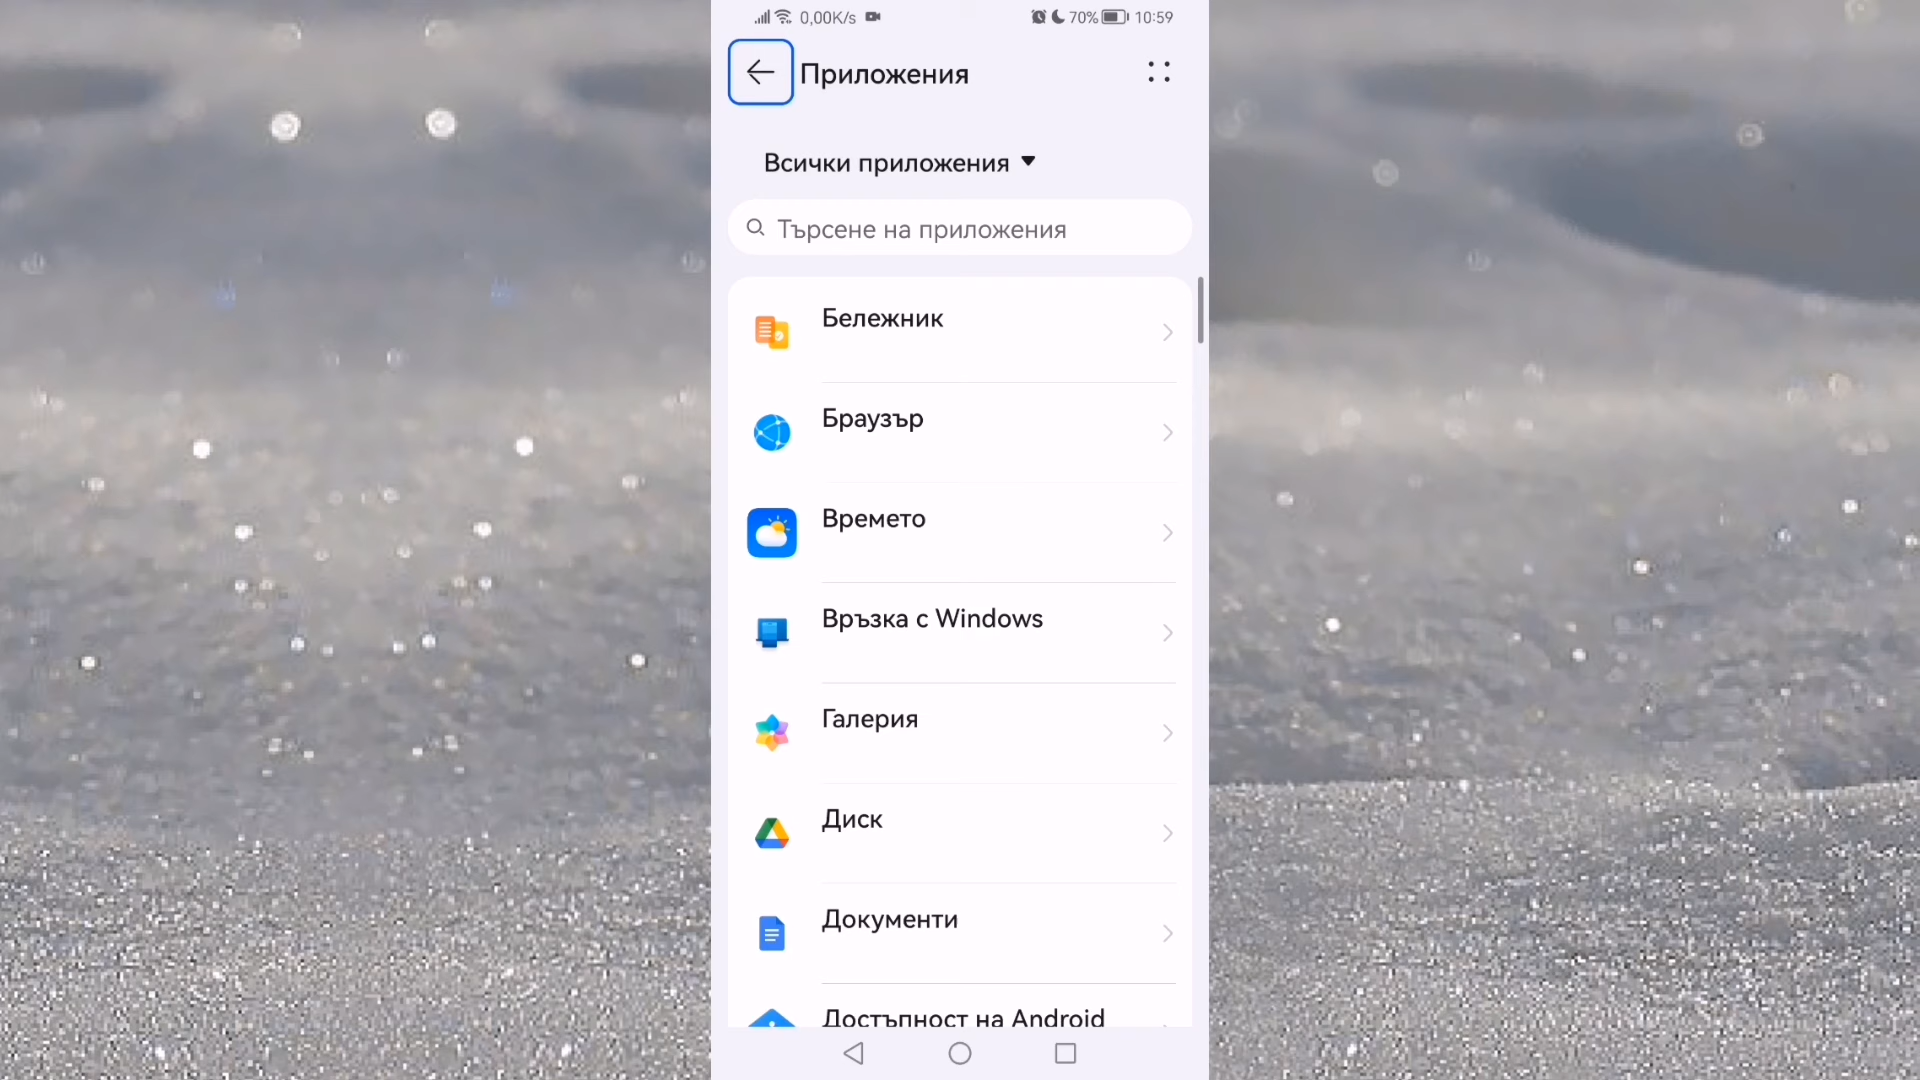 0,00K/s
70% 10:59
Приложения
Всички приложения
Търсене на приложения
Бележник
Браузър
Времето
Връзка с Windows
Галерия
Диск
Документи
Достъпност на Android